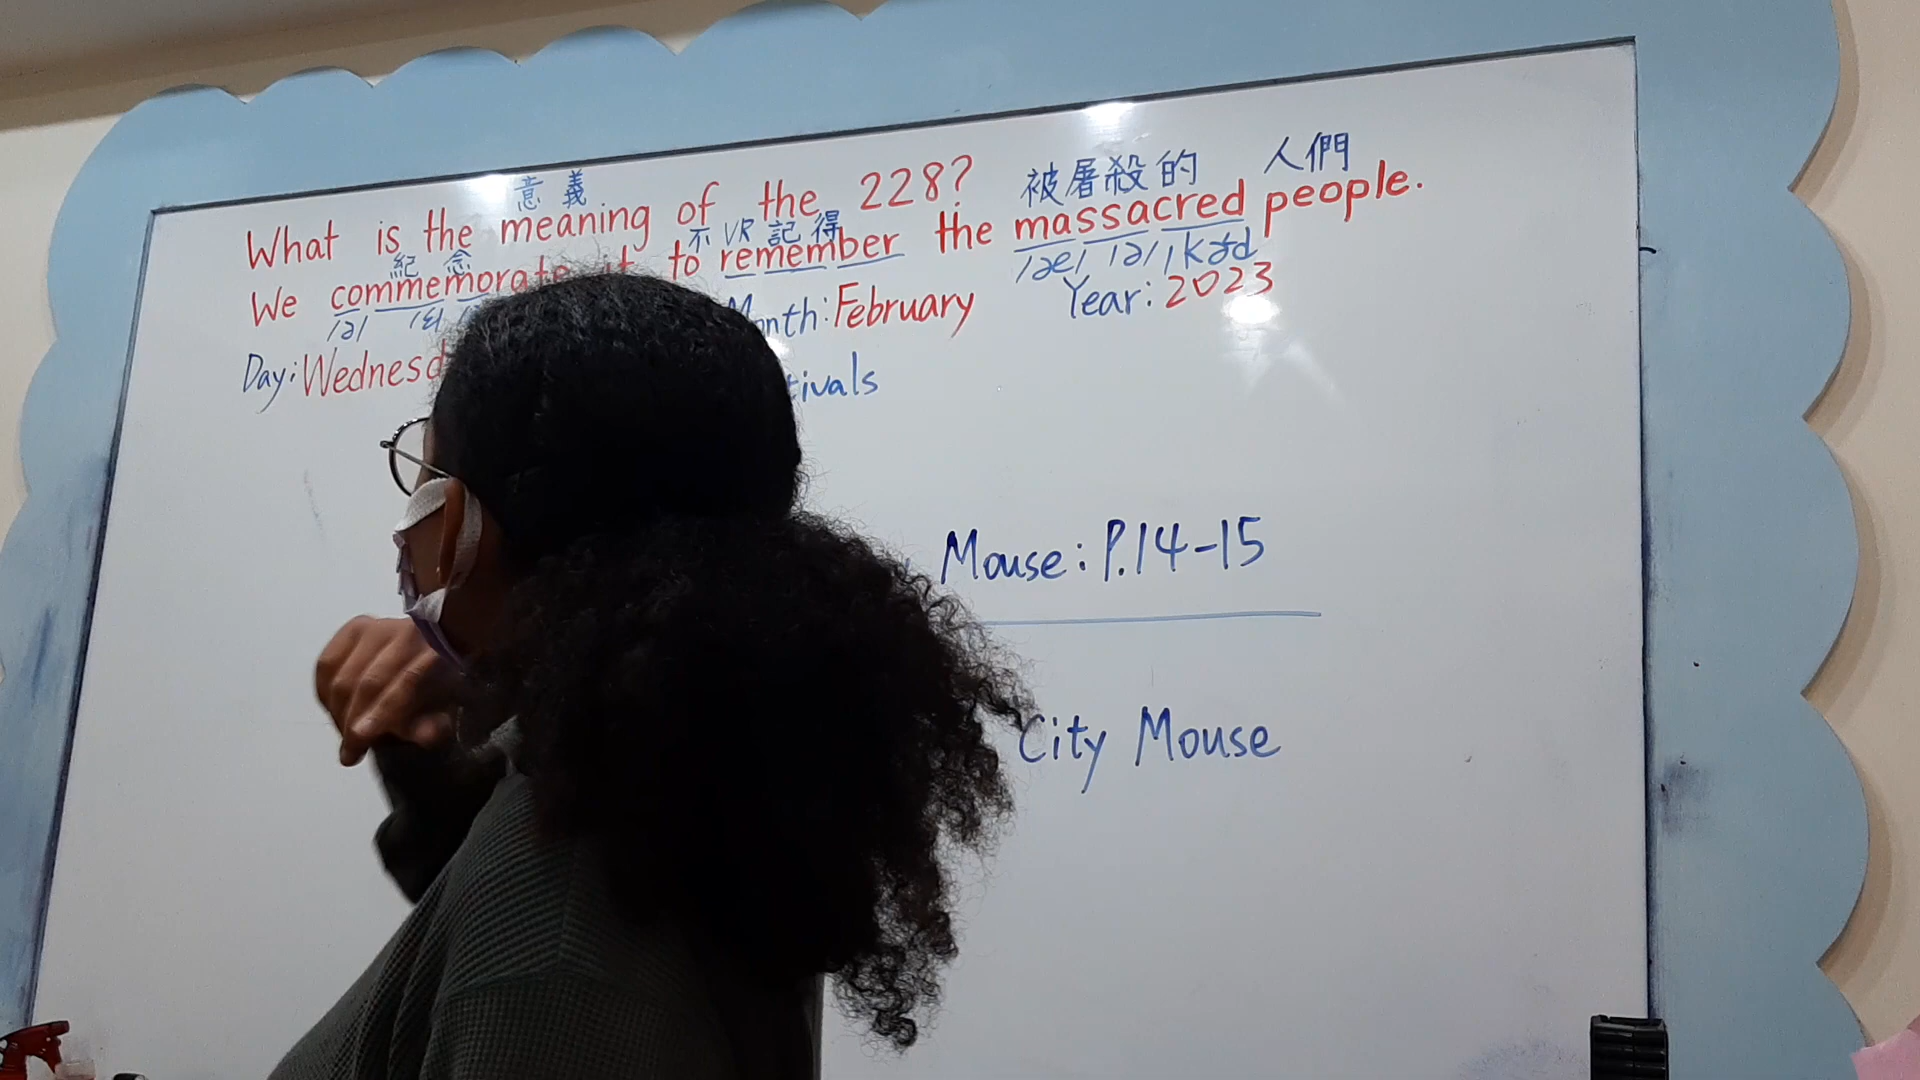 意義 被屠殺的 人們
What is the meaning of the 228?
紀念 不 VR 記得
We commemorate it to remember the massacred people.
/ə/ /ɛ/ /æ/ /ə/ /kɚd
Month: February Year: 2023
Day: Wednesd tivals
Mouse: P.14-15
City Mouse